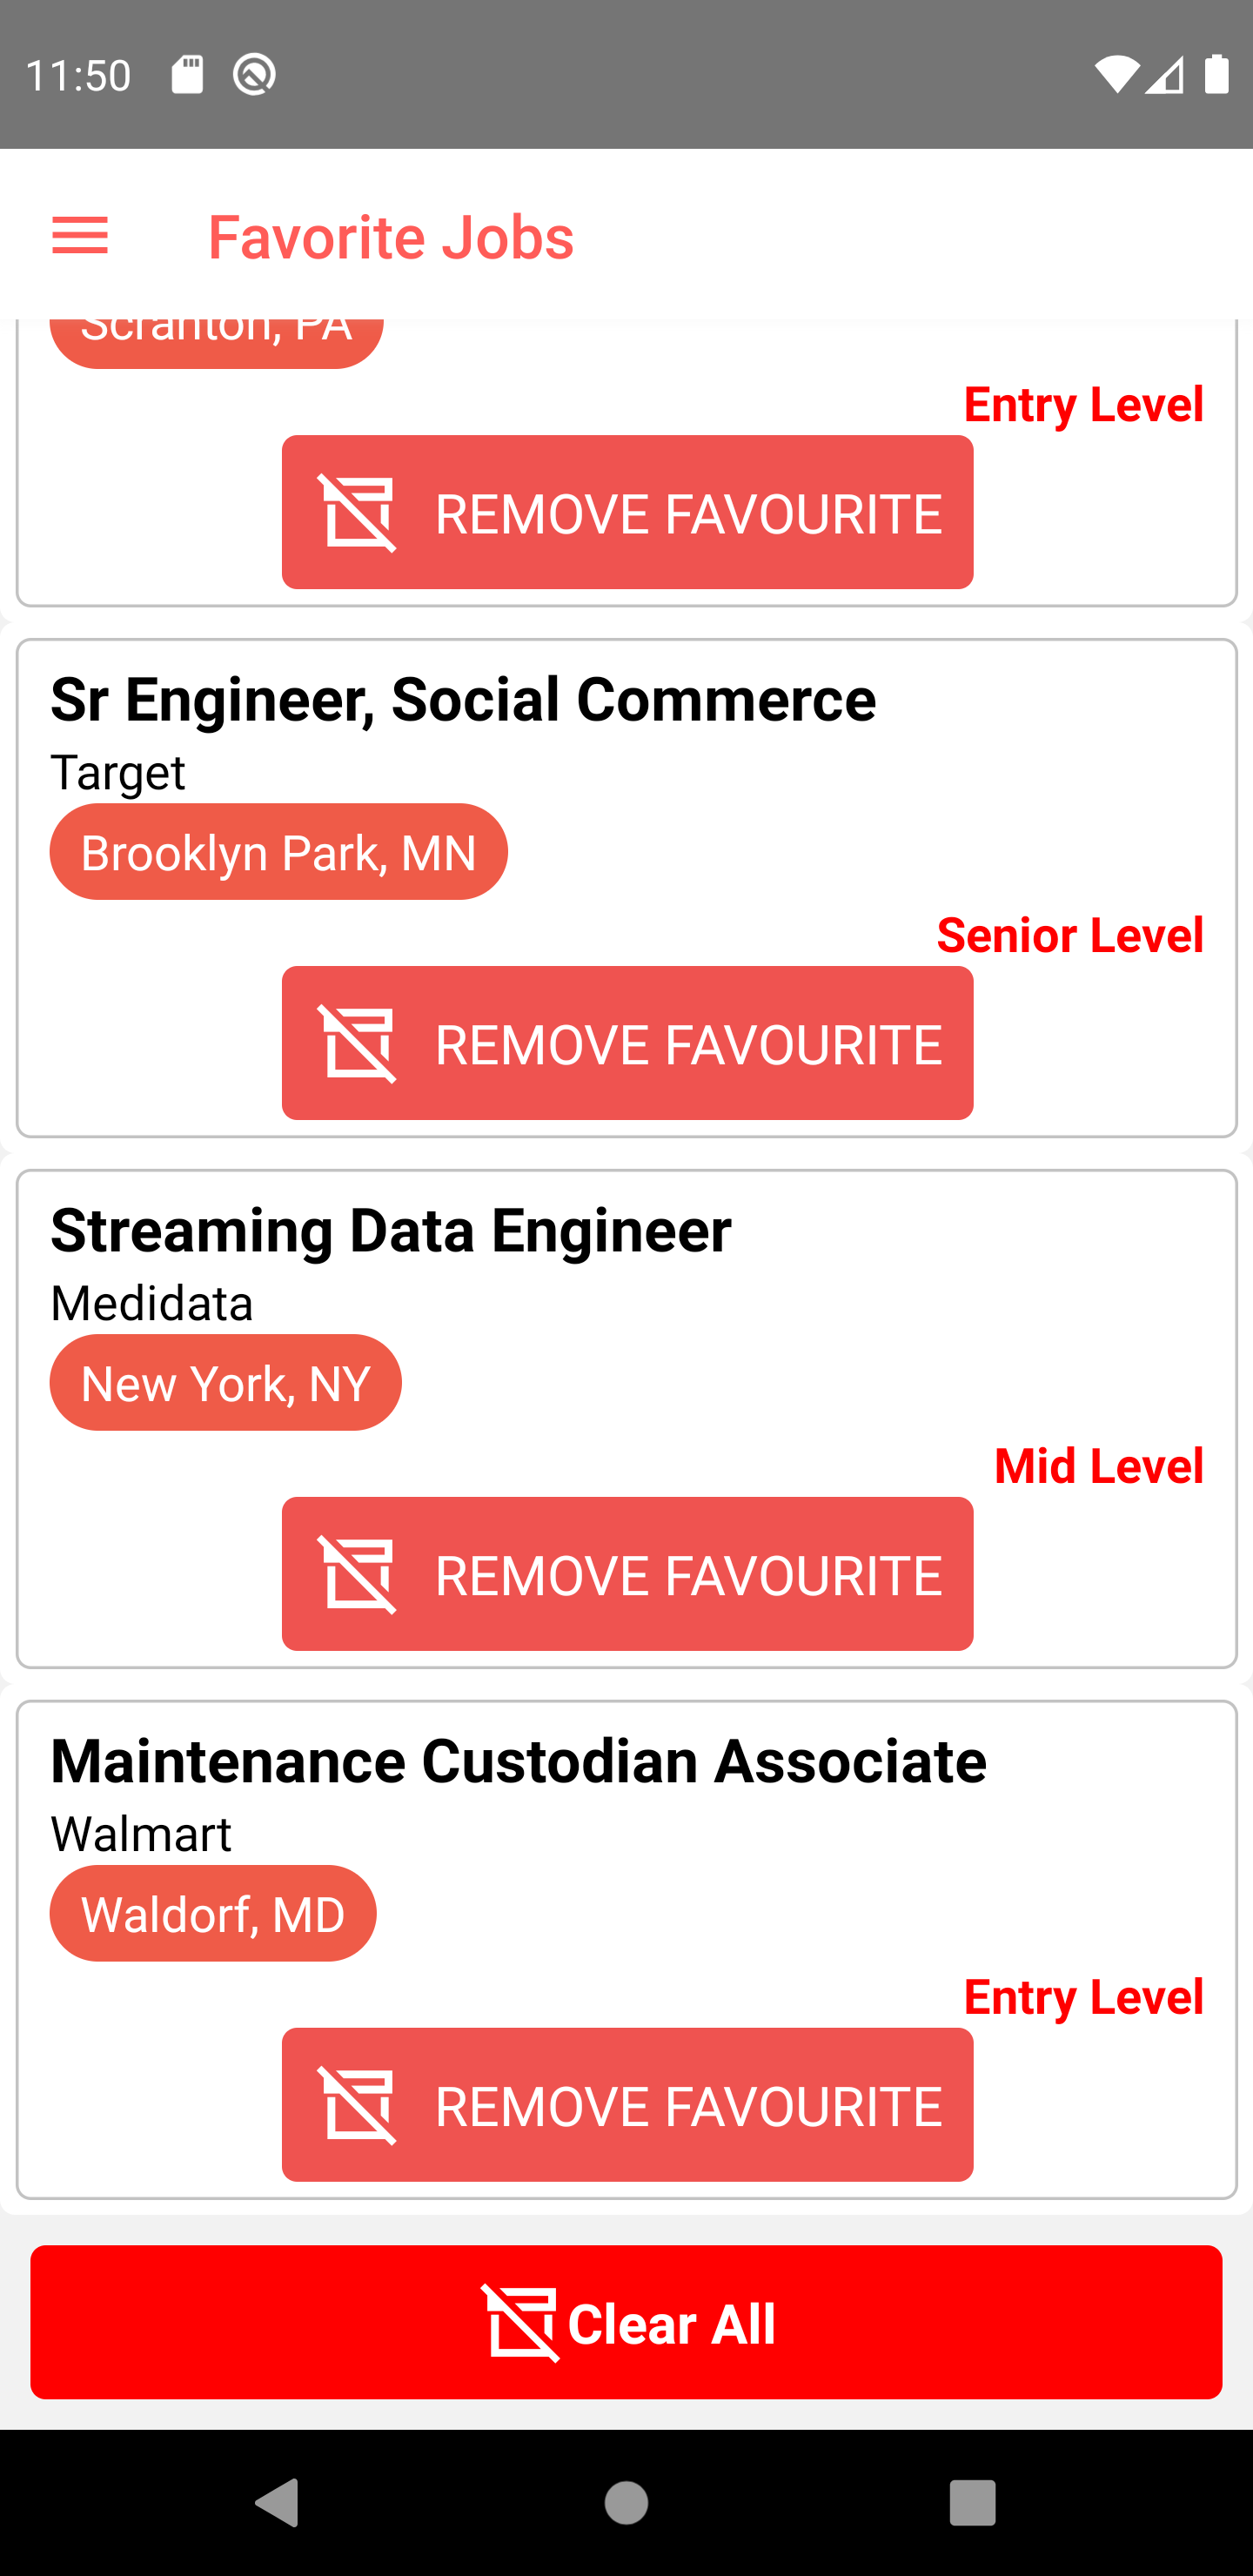 11:50
Favorite Jobs
Scranton, PA
Entry Level
REMOVE FAVOURITE
Sr Engineer, Social Commerce
Target
Brooklyn Park, MN
Senior Level
REMOVE FAVOURITE
Streaming Data Engineer
Medidata
New York, NY
Mid Level
REMOVE FAVOURITE
Maintenance Custodian Associate
Walmart
Waldorf, MD
Entry Level
REMOVE FAVOURITE
Clear All